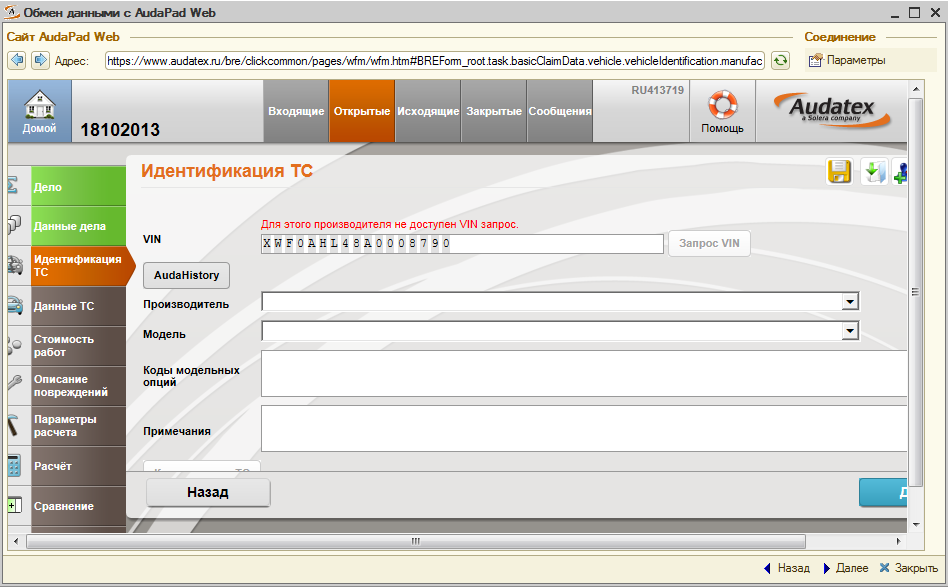 Обмен данными с AudaPad Web
Сайт AudaPad Web
Соединение
Адрес: https://www.audatex.ru/bre/clickcommon/pages/wfm/wfm.htm#BREForm_root.task.basicClaimData.vehicle.vehicleIdentification.manufac
Параметры
Домой
18102013
Входящие
Открытые
Исходящие
Закрытые
Сообщения
RU413719
Помощь
Audatex
a Solera company
Дело
Данные дела
Идентификация
ТС
Данные ТС
Стоимость
работ
Описание
повреждений
Параметры
расчета
Расчёт
Сравнение
Идентификация ТС
Для этого производителя не доступен VIN запрос.
VIN
XWF0AHL48A0008790
Запрос VIN
AudaHistory
Производитель
Модель
Коды модельных
опций
Примечания
Назад
Назад
Далее
Закрыть